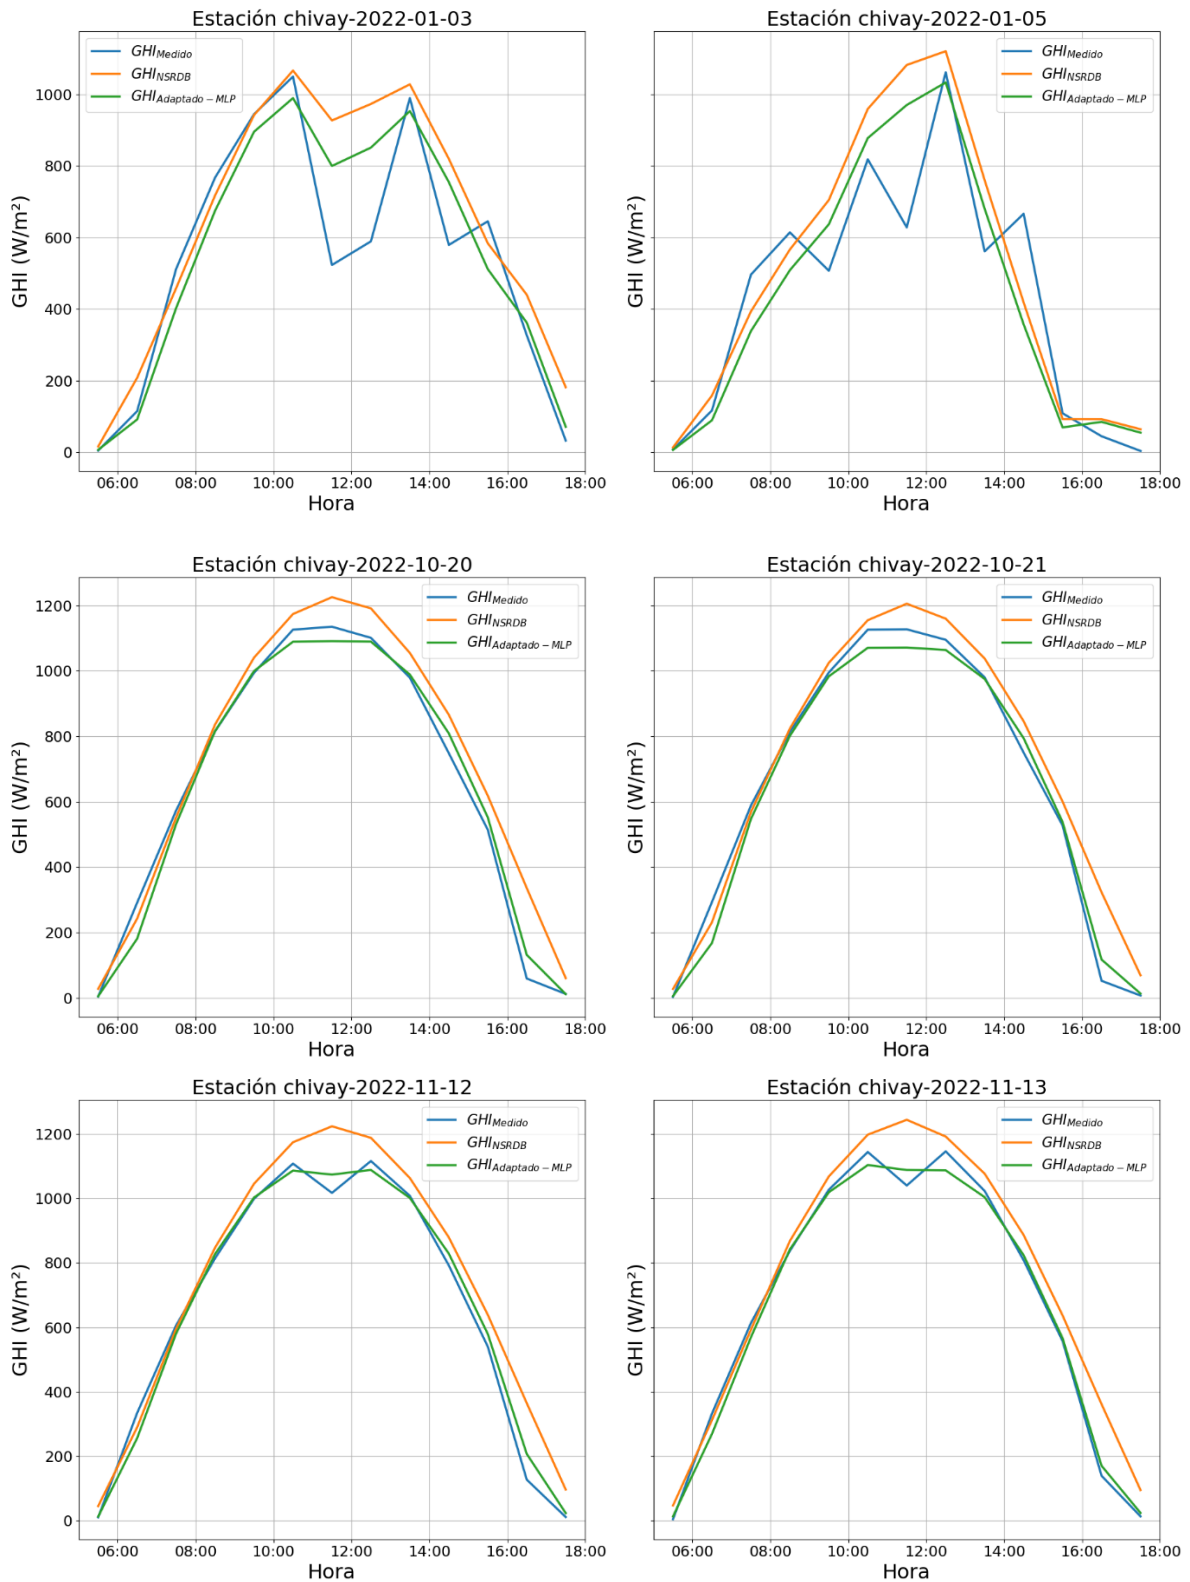 Estación chivay-2022-01-03
GHI (W/m²)
1000
800
600
400
200
0
GHI_Medido
GHI_NSRDB
GHI_Adaptado-MLP
06:00 08:00 10:00 12:00 14:00 16:00 18:00
Hora
Estación chivay-2022-01-05
GHI (W/m²)
GHI_Medido
GHI_NSRDB
GHI_Adaptado-MLP
06:00 08:00 10:00 12:00 14:00 16:00 18:00
Hora
Estación chivay-2022-10-20
GHI (W/m²)
1200
1000
800
600
400
200
0
GHI_Medido
GHI_NSRDB
GHI_Adaptado-MLP
06:00 08:00 10:00 12:00 14:00 16:00 18:00
Hora
Estación chivay-2022-10-21
GHI (W/m²)
GHI_Medido
GHI_NSRDB
GHI_Adaptado-MLP
06:00 08:00 10:00 12:00 14:00 16:00 18:00
Hora
Estación chivay-2022-11-12
GHI (W/m²)
1200
1000
800
600
400
200
0
GHI_Medido
GHI_NSRDB
GHI_Adaptado-MLP
06:00 08:00 10:00 12:00 14:00 16:00 18:00
Hora
Estación chivay-2022-11-13
GHI (W/m²)
GHI_Medido
GHI_NSRDB
GHI_Adaptado-MLP
06:00 08:00 10:00 12:00 14:00 16:00 18:00
Hora